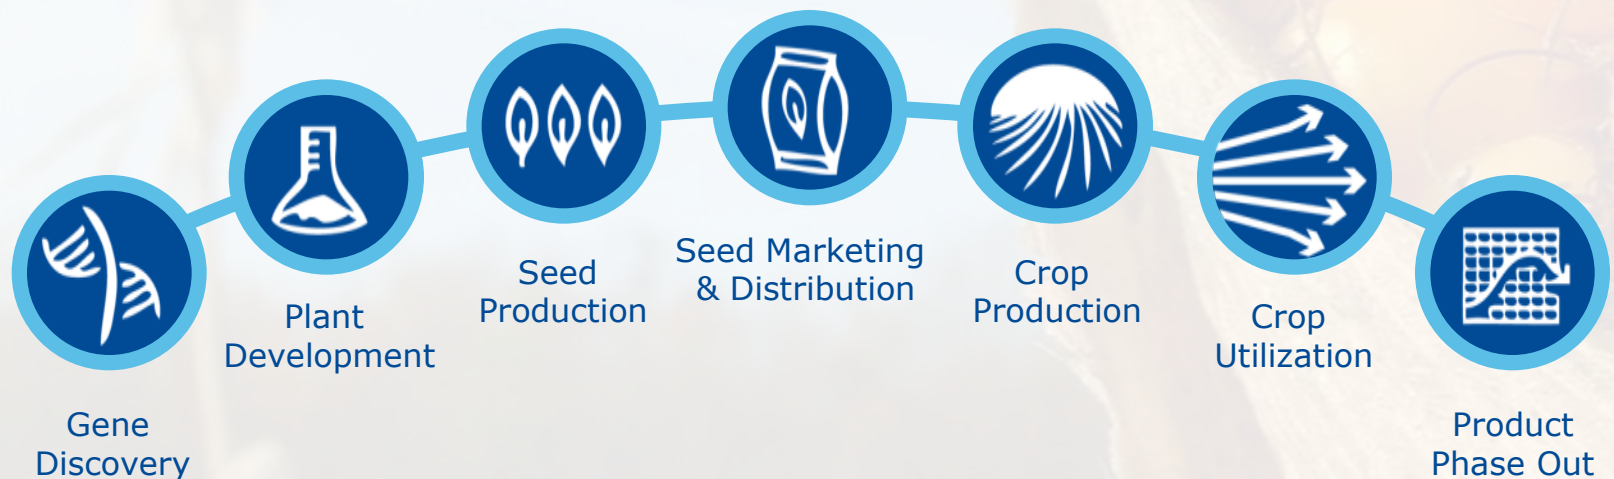 Gene
Discovery
Plant
Development
Seed
Production
Seed Marketing
& Distribution
Crop
Production
Crop
Utilization
Product
Phase Out